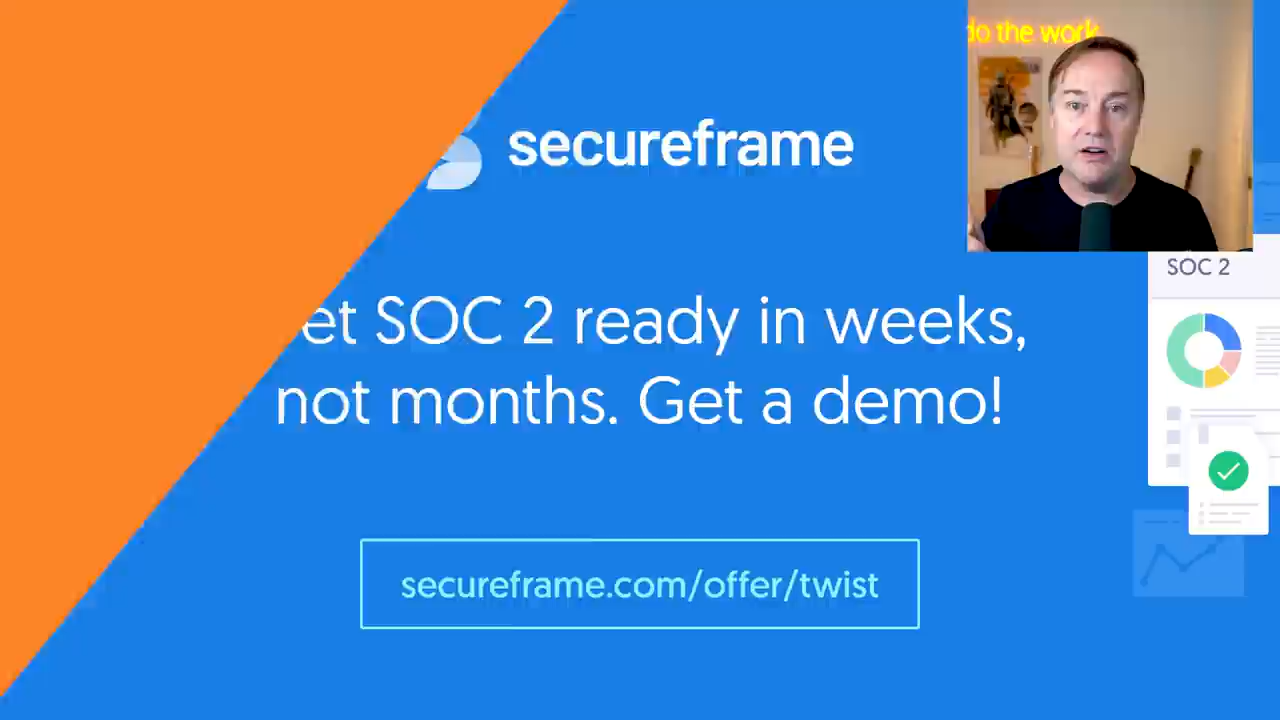 do the work
secureframe
SOC 2
et SOC 2 ready in weeks,
not months. Get a demo!
secureframe.com/offer/twist